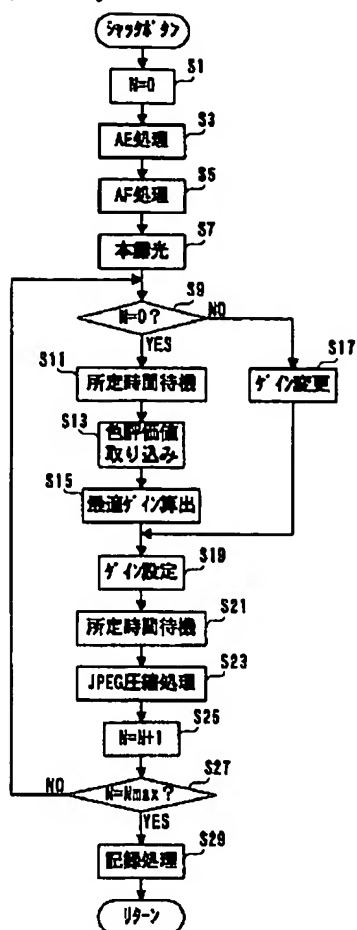 シャッタボタン
S1
N=0
S3
AE処理
S5
AF処理
S7
本露光
S9
N=0?
NO
YES
S11
所定時間待機
S17
ゲイン変更
S13
色評価値
取り込み
S15
最適ゲイン算出
S19
ゲイン設定
S21
所定時間待機
S23
JPEG圧縮処理
S25
N=N+1
S27
NO
N=Nmax?
YES
S29
記録処理
リターン